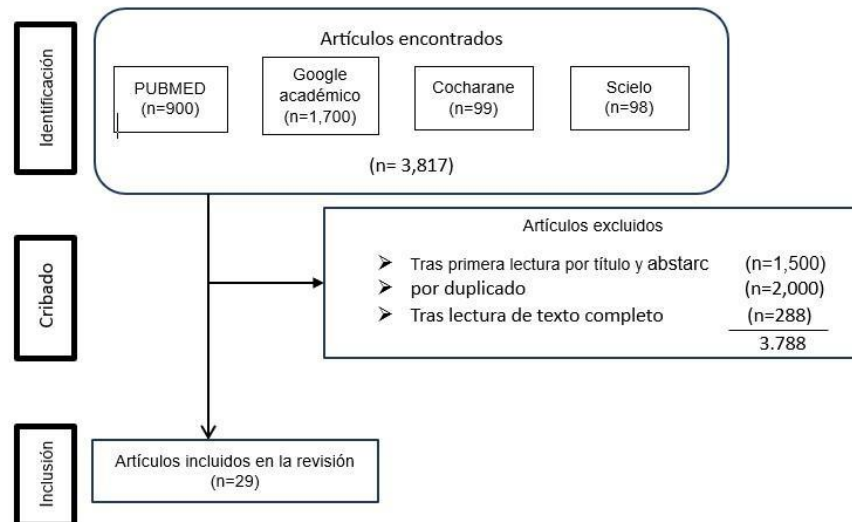 Identificación
Artículos encontrados
PUBMED
(n=900)
Google
académico
(n=1,700)
Cocharane
(n=99)
Scielo
(n=98)
(n= 3,817)
Cribado
Artículos excluidos
➢ Tras primera lectura por título y abstarc (n=1,500)
➢ por duplicado (n=2,000)
➢ Tras lectura de texto completo (n=288)
3.788
Inclusión
Artículos incluidos en la revisión
(n=29)